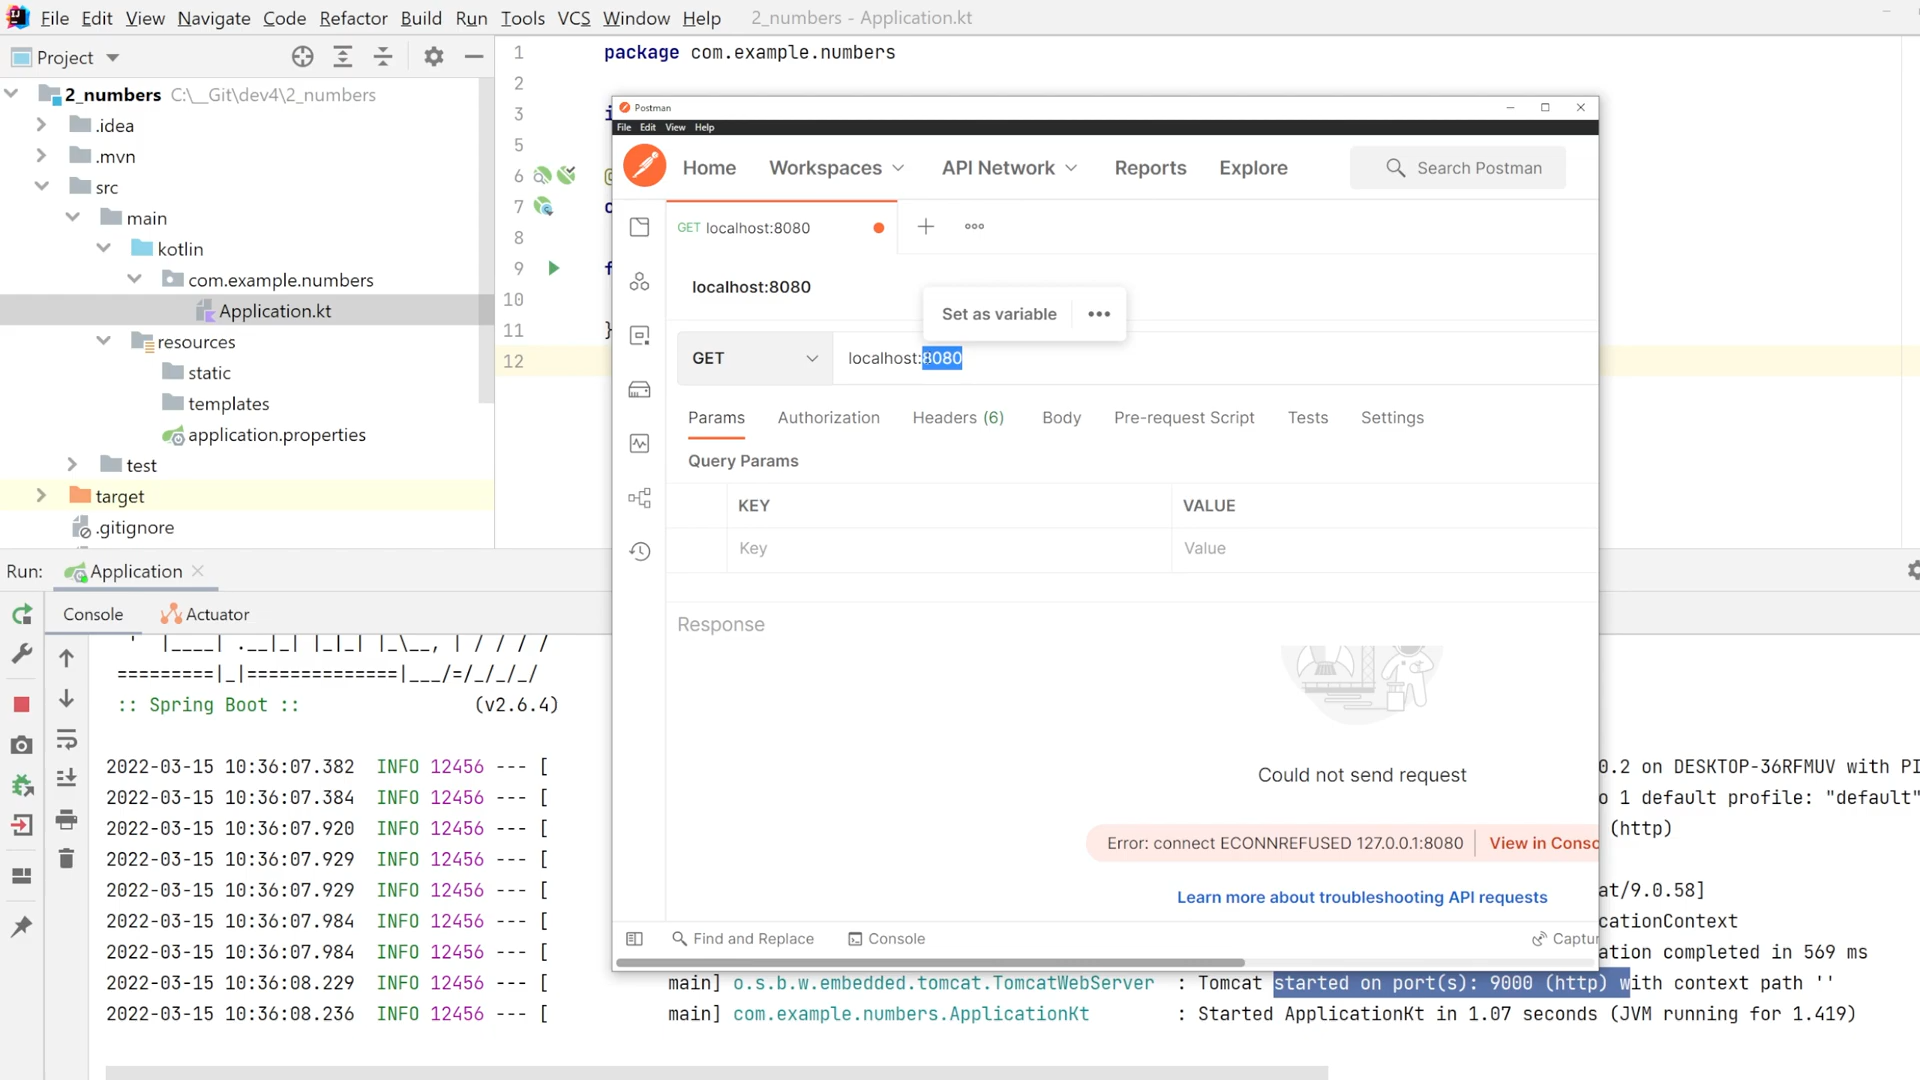 File Edit View Navigate Code Refactor Build Run Tools VCS Window Help 2_numbers - Application.kt
Project
2_numbers C:\__Git\dev4\2_numbers
.idea
.mvn
src
main
kotlin
com.example.numbers
Application.kt
resources
static
templates
application.properties
test
target
.gitignore
1 package com.example.numbers
2
3
5
6
7
8
9
10
11 }
12
Postman
File Edit View Help
Home Workspaces API Network Reports Explore Search Postman
GET localhost:8080
localhost:8080
Set as variable
GET localhost:8080
Params Authorization Headers (6) Body Pre-request Script Tests Settings
Query Params
KEY VALUE
Key Value
Response
Could not send request
Error: connect ECONNREFUSED 127.0.0.1:8080 View in Conso
Learn more about troubleshooting API requests
Find and Replace Console Captur
Run: Application
Console Actuator
' |____| .__|_| |_|_| |_\__, | / / / /
=========|_|==============|___/=/_/_/_/
:: Spring Boot :: (v2.6.4)
2022-03-15 10:36:07.382 INFO 12456 --- [ 0.2 on DESKTOP-36RFMUV with PI
2022-03-15 10:36:07.384 INFO 12456 --- [ o 1 default profile: "default"
2022-03-15 10:36:07.920 INFO 12456 --- [ (http)
2022-03-15 10:36:07.929 INFO 12456 --- [
2022-03-15 10:36:07.929 INFO 12456 --- [ at/9.0.58]
2022-03-15 10:36:07.984 INFO 12456 --- [ cationContext
2022-03-15 10:36:07.984 INFO 12456 --- [ ation completed in 569 ms
2022-03-15 10:36:08.229 INFO 12456 --- [ main] o.s.b.w.embedded.tomcat.TomcatWebServer : Tomcat started on port(s): 9000 (http) with context path ''
2022-03-15 10:36:08.236 INFO 12456 --- [ main] com.example.numbers.ApplicationKt : Started ApplicationKt in 1.07 seconds (JVM running for 1.419)